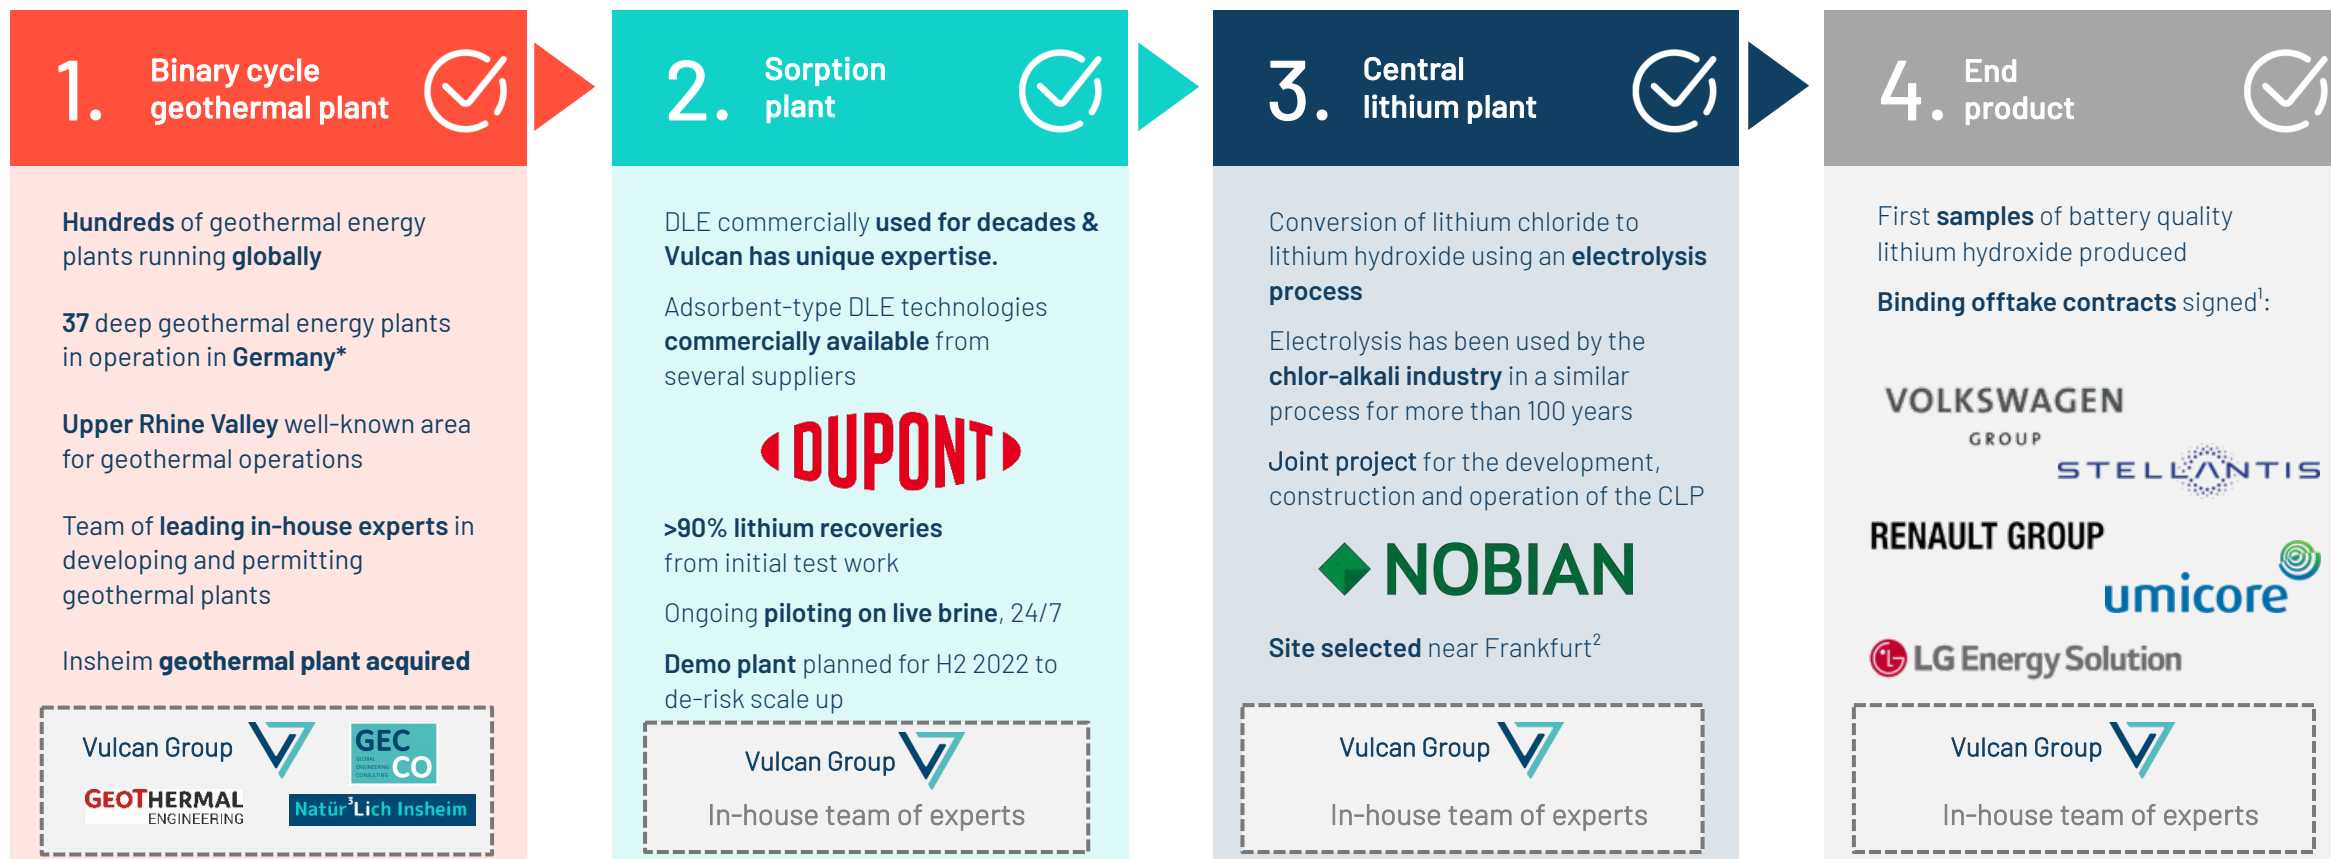 1.
Binary cycle
geothermal plant
Hundreds of geothermal energy
plants running globally
37 deep geothermal energy plants
in operation in Germany*
Upper Rhine Valley well-known area
for geothermal operations
Team of leading in-house experts in
developing and permitting
geothermal plants
Insheim geothermal plant acquired
Vulcan Group
GEC
CO
GLOBAL
ENGINEERING
CONSULTING
GEOTHERMAL
ENGINEERING
Natür³Lich Insheim
2.
Sorption
plant
DLE commercially used for decades &
Vulcan has unique expertise.
Adsorbent-type DLE technologies
commercially available from
several suppliers
DUPONT
>90% lithium recoveries
from initial test work
Ongoing piloting on live brine, 24/7
Demo plant planned for H2 2022 to
de-risk scale up
Vulcan Group
In-house team of experts
3.
Central
lithium plant
Conversion of lithium chloride to
lithium hydroxide using an electrolysis
process
Electrolysis has been used by the
chlor-alkali industry in a similar
process for more than 100 years
Joint project for the development,
construction and operation of the CLP
NOBIAN
Site selected near Frankfurt²
Vulcan Group
In-house team of experts
4.
End
product
First samples of battery quality
lithium hydroxide produced
Binding offtake contracts signed¹:
VOLKSWAGEN
GROUP
STELLANTIS
RENAULT GROUP
umicore
LG Energy Solution
Vulcan Group
In-house team of experts